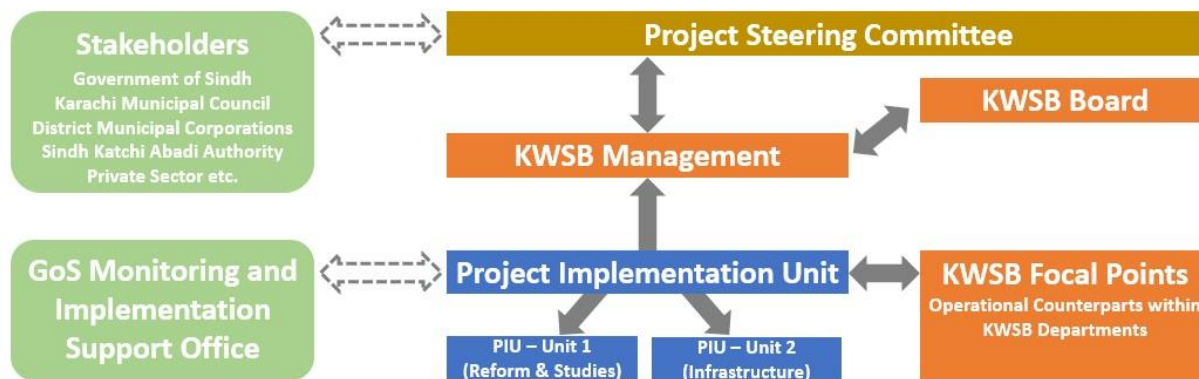 Stakeholders
Government of Sindh
Karachi Municipal Council
District Municipal Corporations
Sindh Katchi Abadi Authority
Private Sector etc.
Project Steering Committee
KWSB Board
KWSB Management
GoS Monitoring and
Implementation
Support Office
Project Implementation Unit
KWSB Focal Points
Operational Counterparts within
KWSB Departments
PIU – Unit 1
(Reform & Studies)
PIU – Unit 2
(Infrastructure)